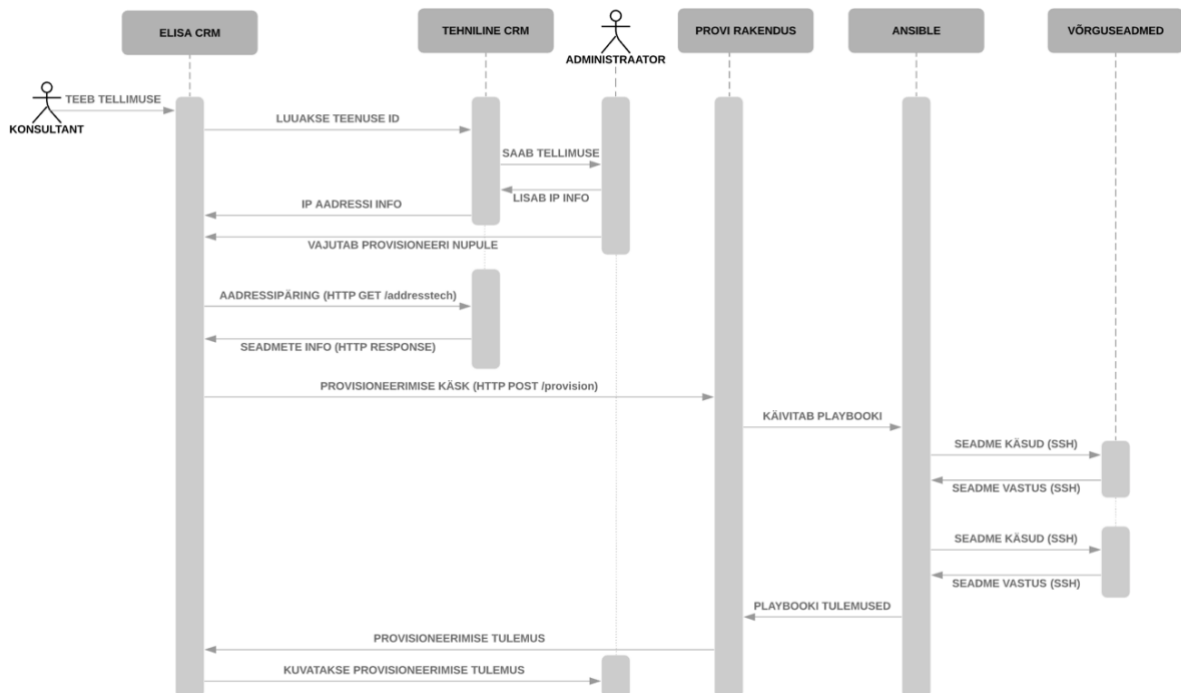 ELISA CRM
TEHNILINE CRM
ADMINISTRAATOR
PROVI RAKENDUS
ANSIBLE
VÕRGUSEADMED
KONSULTANT
TEEB TELLIMUSE
LUUAKSE TEENUSE ID
SAAB TELLIMUSE
LISAB IP INFO
IP AADRESSI INFO
VAJUTAB PROVISIONEERI NUPULE
AADRESSIPÄRING (HTTP GET /addresstech)
SEADMETE INFO (HTTP RESPONSE)
PROVISIONEERIMISE KÄSK (HTTP POST /provision)
KÄIVITAB PLAYBOOKI
SEADME KÄSUD (SSH)
SEADME VASTUS (SSH)
SEADME KÄSUD (SSH)
SEADME VASTUS (SSH)
PLAYBOOKI TULEMUSED
PROVISIONEERIMISE TULEMUS
KUVATAKSE PROVISIONEERIMISE TULEMUS